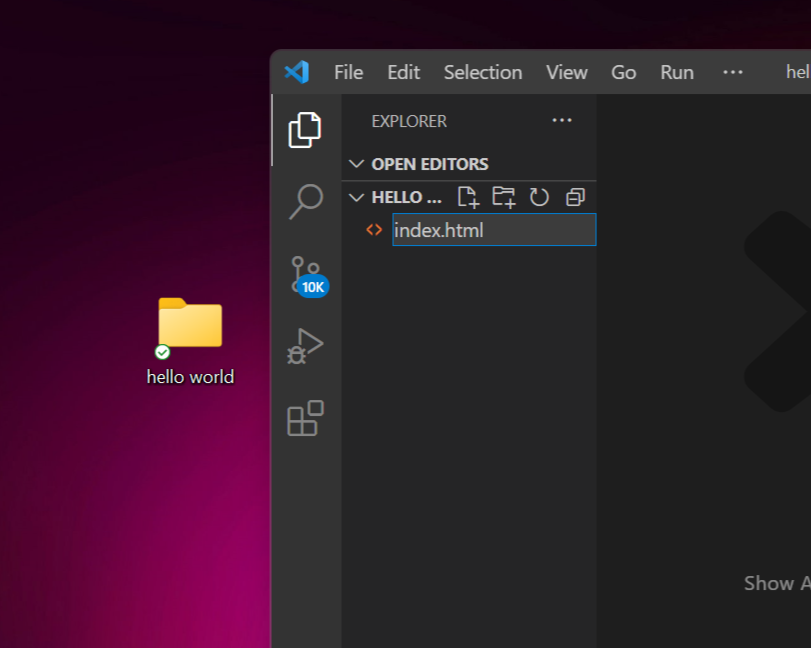 File Edit Selection View Go Run ... hel
EXPLORER ...
OPEN EDITORS
HELLO ...
index.html
10K
hello world
Show A